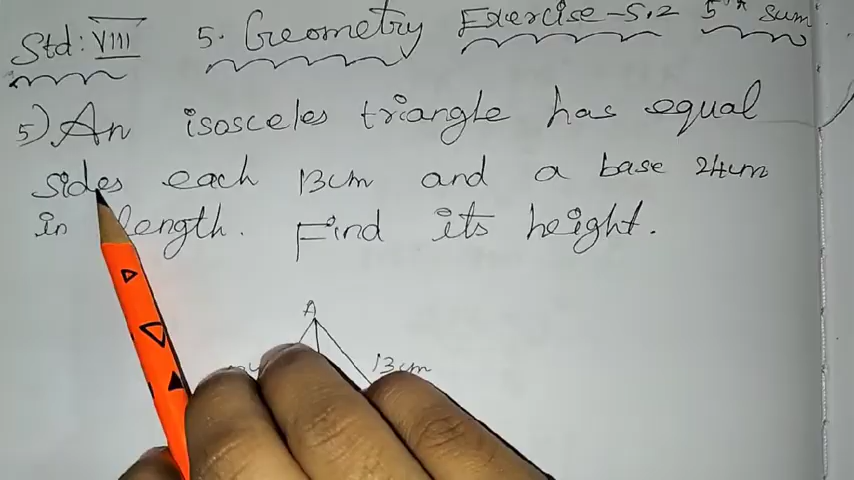 Std: VIII 5. Geometry Exercise-5.2 5th sum
5) An isosceles triangle has equal
sides each 13cm and a base 24cm
in length. Find its height.
A
13cm